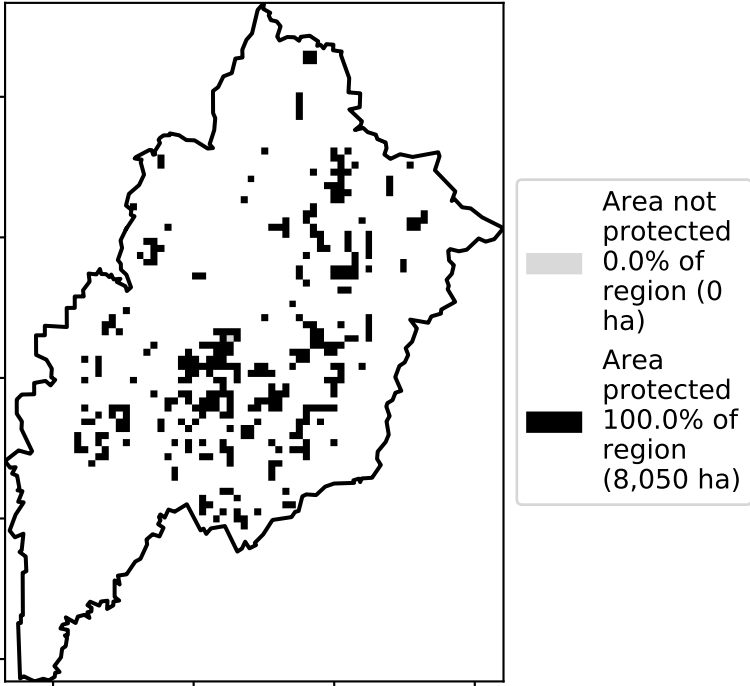 Area not
protected
0.0% of
region (0
ha)
Area
protected
100.0% of
region
(8,050 ha)